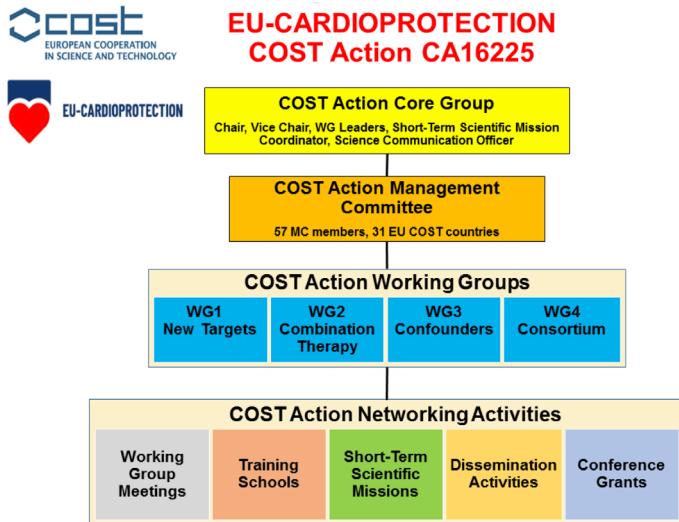 cost
EUROPEAN COOPERATION
IN SCIENCE AND TECHNOLOGY
EU-CARDIOPROTECTION
COST Action CA16225
EU-CARDIOPROTECTION
COST Action Core Group
Chair, Vice Chair, WG Leaders, Short-Term Scientific Mission
Coordinator, Science Communication Officer
COST Action Management
Committee
57 MC members, 31 EU COST countries
COST Action Working Groups
WG1
New Targets
WG2
Combination
Therapy
WG3
Confounders
WG4
Consortium
COST Action Networking Activities
Working
Group
Meetings
Training
Schools
Short-Term
Scientific
Missions
Dissemination
Activities
Conference
Grants